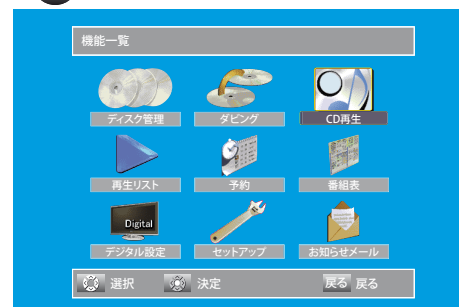 機能一覧
ディスク管理 ダビング CD再生
再生リスト 予約 番組表
Digital
デジタル設定 セットアップ お知らせメール
選択 決定 戻る 戻る